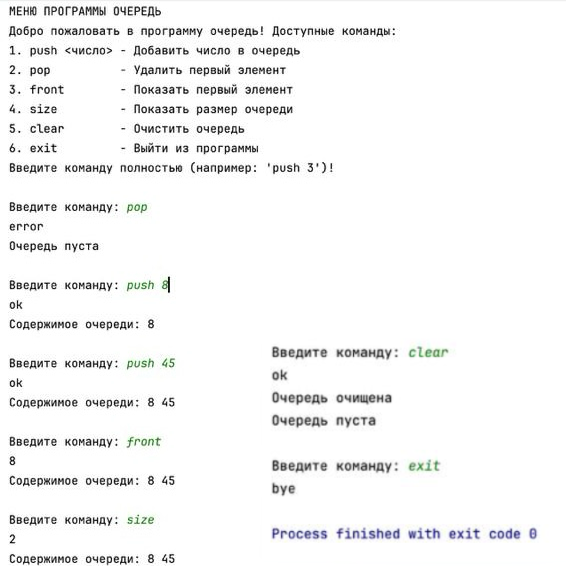 МЕНЮ ПРОГРАММЫ ОЧЕРЕДЬ
Добро пожаловать в программу очередь! Доступные команды:
1. push <число> - Добавить число в очередь
2. pop - Удалить первый элемент
3. front - Показать первый элемент
4. size - Показать размер очереди
5. clear - Очистить очередь
6. exit - Выйти из программы
Введите команду полностью (например: 'push 3')!
Введите команду: pop
error
Очередь пуста
Введите команду: push 8
ok
Содержимое очереди: 8
Введите команду: push 45
ok
Содержимое очереди: 8 45
Введите команду: front
8
Содержимое очереди: 8 45
Введите команду: size
2
Содержимое очереди: 8 45
Введите команду: clear
ok
Очередь очищена
Очередь пуста
Введите команду: exit
bye
Process finished with exit code 0